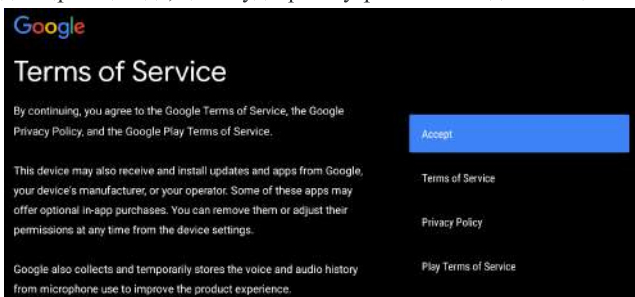 Google
Terms of Service
By continuing, you agree to the Google Terms of Service, the Google
Privacy Policy, and the Google Play Terms of Service.
This device may also receive and install updates and apps from Google,
your device's manufacturer, or your operator. Some of these apps may
offer optional in-app purchases. You can remove them or adjust their
permissions at any time from the device settings.
Google also collects and temporarily stores the voice and audio history
from microphone use to improve the product experience.
Accept
Terms of Service
Privacy Policy
Play Terms of Service